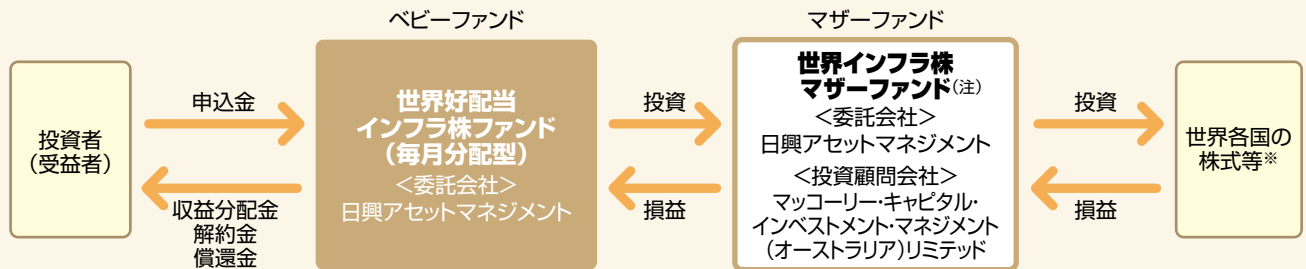 ベビーファンド
マザーファンド
投資者
（受益者）
申込金
収益分配金
解約金
償還金
世界好配当
インフラ株ファンド
（毎月分配型）
＜委託会社＞
日興アセットマネジメント
投資
損益
世界インフラ株
マザーファンド（注）
＜委託会社＞
日興アセットマネジメント
＜投資顧問会社＞
マッコーリー・キャピタル・
インベストメント・マネジメント
（オーストラリア）リミテッド
投資
損益
世界各国の
株式等※